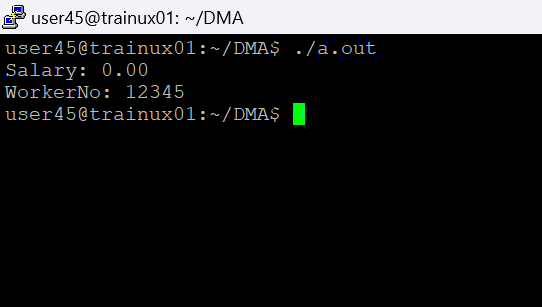 user45@trainux01: ~/DMA
user45@trainux01:~/DMA$ ./a.out
Salary: 0.00
WorkerNo: 12345
user45@trainux01:~/DMA$